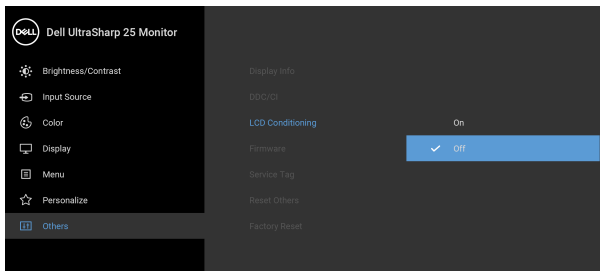 DELL
Dell UltraSharp 25 Monitor
Brightness/Contrast
Input Source
Color
Display
Menu
Personalize
Others
Display Info
DDC/CI
LCD Conditioning
Firmware
Service Tag
Reset Others
Factory Reset
On
Off